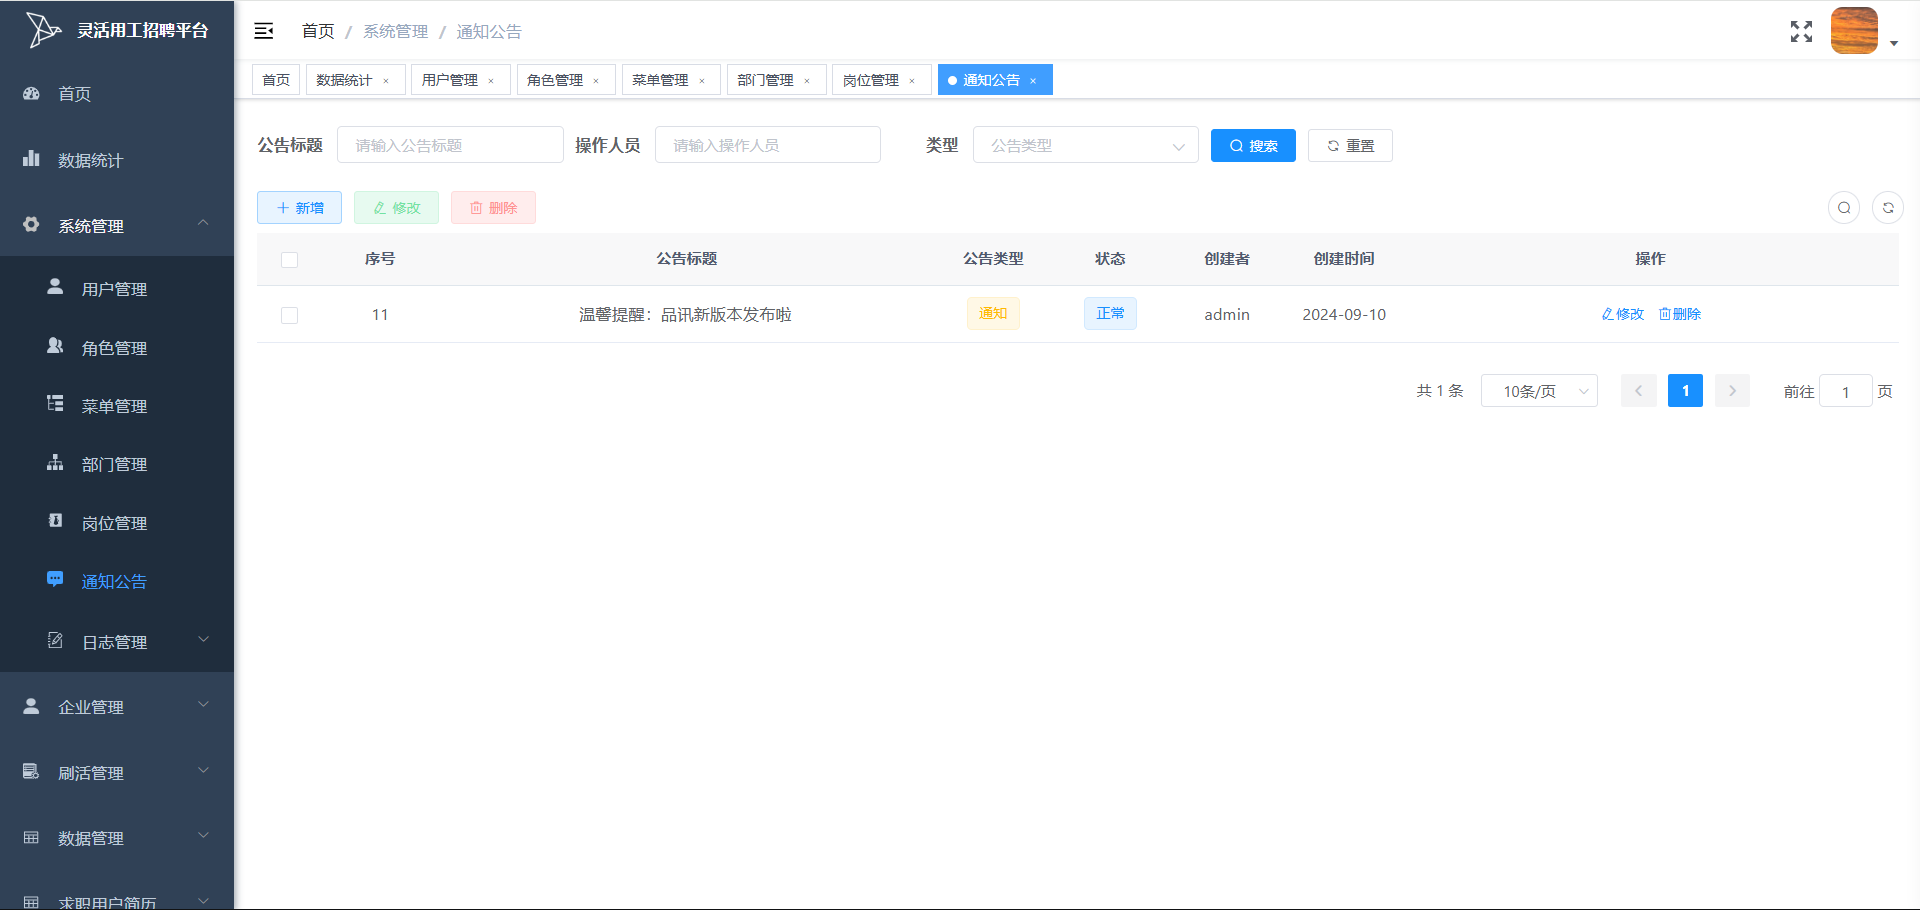 灵活用工招聘平台
首页
数据统计
系统管理
用户管理
角色管理
菜单管理
部门管理
岗位管理
通知公告
日志管理
企业管理
刷活管理
数据管理
求职用户简历
首页 / 系统管理 / 通知公告
首页 数据统计 × 用户管理 × 角色管理 × 菜单管理 × 部门管理 × 岗位管理 × 通知公告 ×
公告标题 请输入公告标题 操作人员 请输入操作人员 类型 公告类型 搜索 重置
新增 修改 删除
序号 公告标题 公告类型 状态 创建者 创建时间 操作
11 温馨提醒：品讯新版本发布啦 通知 正常 admin 2024-09-10 修改 删除
共 1 条 10条/页 1 前往 1 页